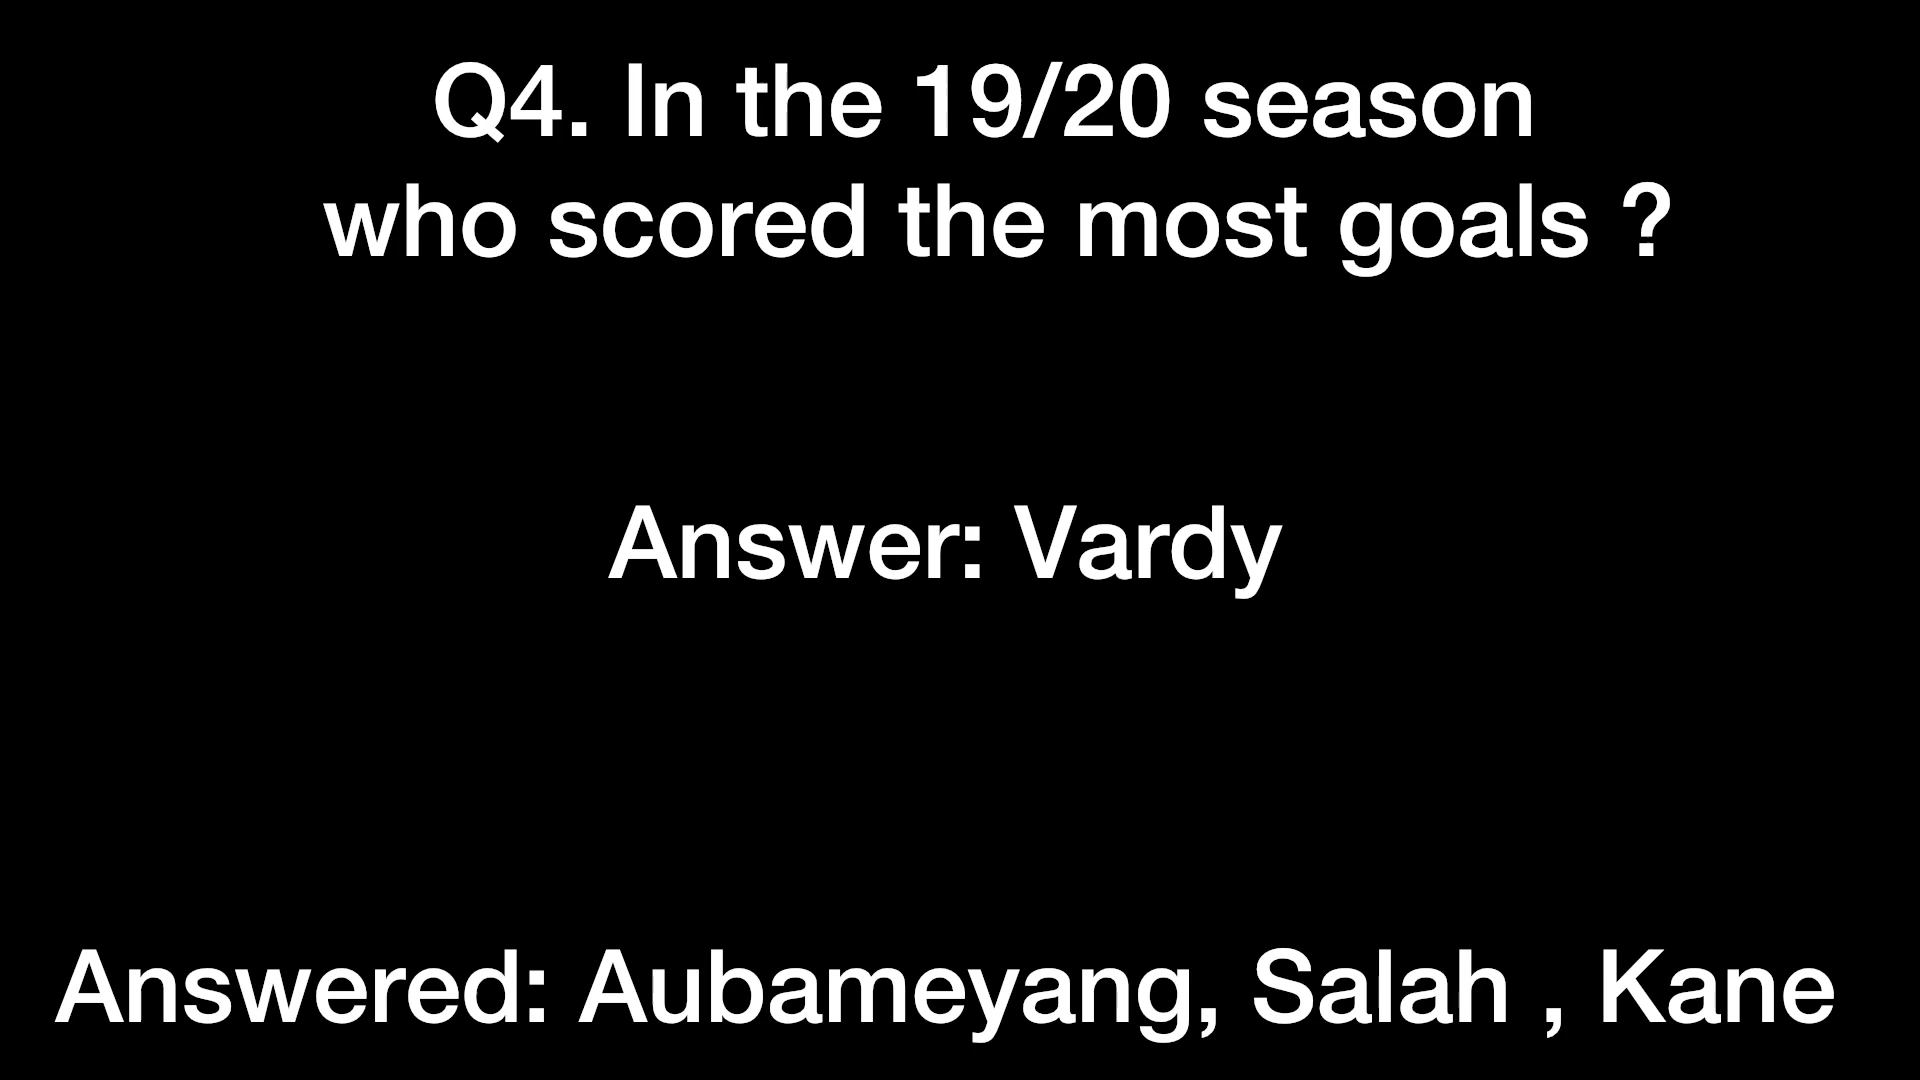 Q4. In the 19/20 season
who scored the most goals ?
Answer: Vardy
Answered: Aubameyang, Salah , Kane